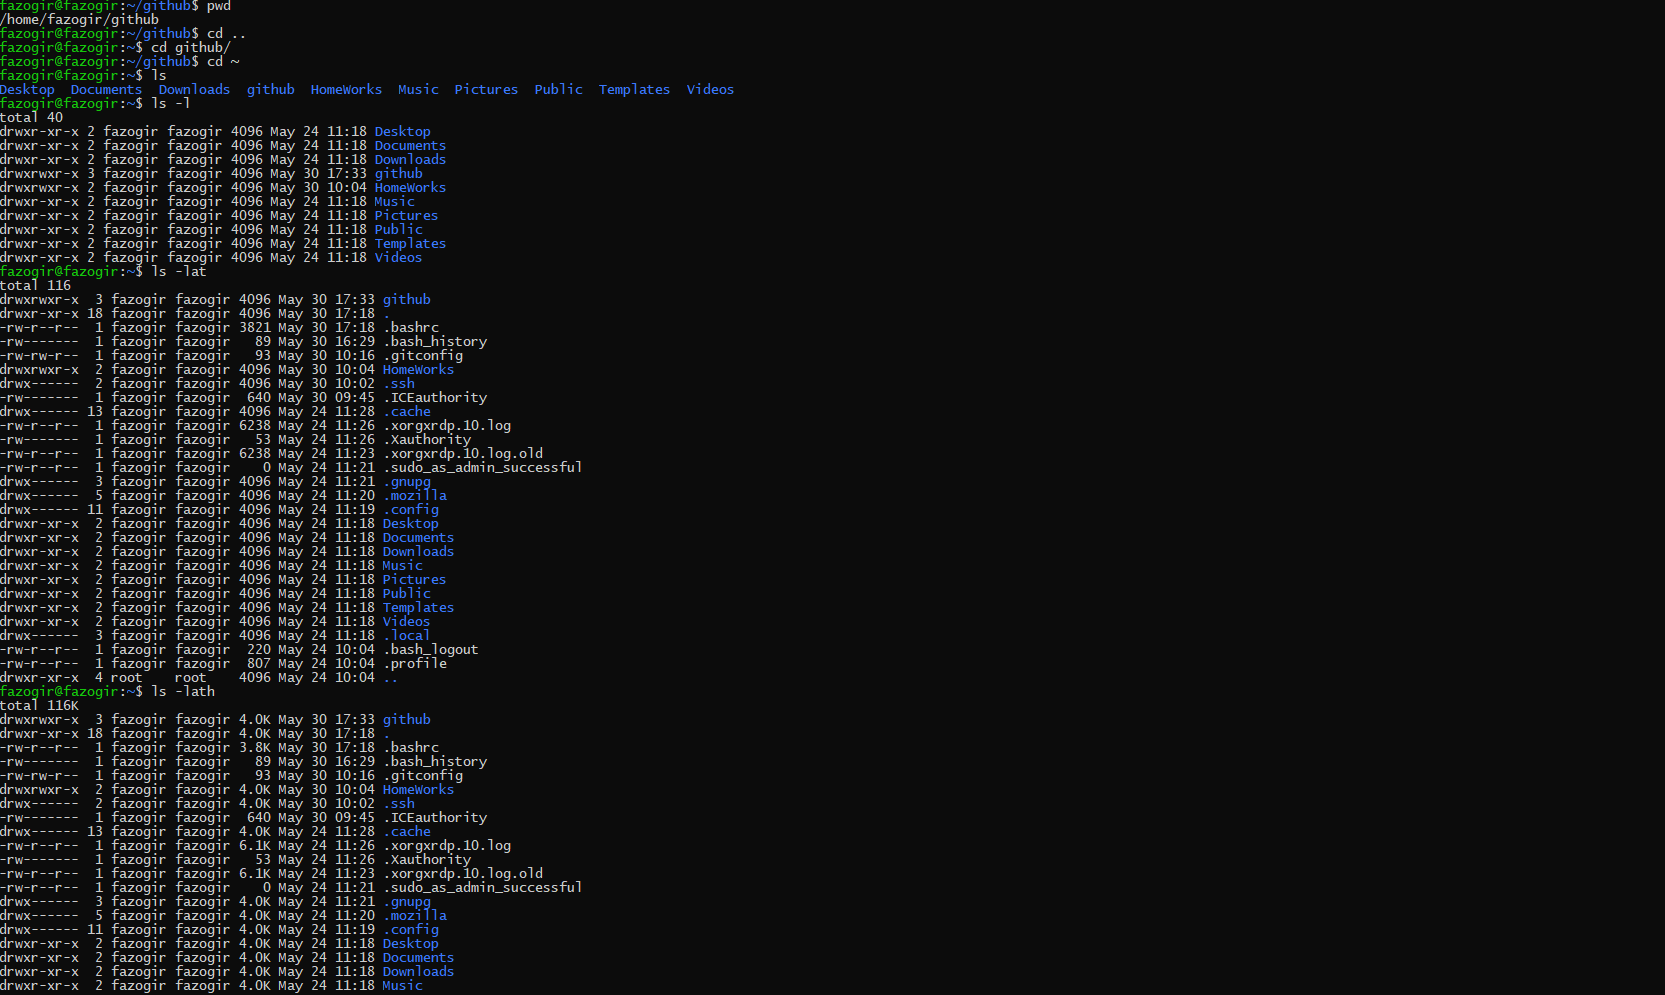 fazogir@fazogir:~/github$ pwd
/home/fazogir/github
fazogir@fazogir:~/github$ cd ..
fazogir@fazogir:~$ cd github/
fazogir@fazogir:~/github$ cd ~
fazogir@fazogir:~$ ls
Desktop  Documents  Downloads  github  HomeWorks  Music  Pictures  Public  Templates  Videos
fazogir@fazogir:~$ ls -l
total 40
drwxr-xr-x 2 fazogir fazogir 4096 May 24 11:18 Desktop
drwxr-xr-x 2 fazogir fazogir 4096 May 24 11:18 Documents
drwxr-xr-x 2 fazogir fazogir 4096 May 24 11:18 Downloads
drwxrwxr-x 3 fazogir fazogir 4096 May 30 17:33 github
drwxrwxr-x 2 fazogir fazogir 4096 May 30 10:04 HomeWorks
drwxr-xr-x 2 fazogir fazogir 4096 May 24 11:18 Music
drwxr-xr-x 2 fazogir fazogir 4096 May 24 11:18 Pictures
drwxr-xr-x 2 fazogir fazogir 4096 May 24 11:18 Public
drwxr-xr-x 2 fazogir fazogir 4096 May 24 11:18 Templates
drwxr-xr-x 2 fazogir fazogir 4096 May 24 11:18 Videos
fazogir@fazogir:~$ ls -lat
total 116
drwxrwxr-x  3 fazogir fazogir 4096 May 30 17:33 github
drwxr-xr-x 18 fazogir fazogir 4096 May 30 17:18 .
-rw-r--r--  1 fazogir fazogir 3821 May 30 17:18 .bashrc
-rw-------  1 fazogir fazogir   89 May 30 16:29 .bash_history
-rw-rw-r--  1 fazogir fazogir   93 May 30 10:16 .gitconfig
drwxrwxr-x  2 fazogir fazogir 4096 May 30 10:04 HomeWorks
drwx------  2 fazogir fazogir 4096 May 30 10:02 .ssh
-rw-------  1 fazogir fazogir  640 May 30 09:45 .ICEauthority
drwx------ 13 fazogir fazogir 4096 May 24 11:28 .cache
-rw-r--r--  1 fazogir fazogir 6238 May 24 11:26 .xorgxrdp.10.log
-rw-------  1 fazogir fazogir   53 May 24 11:26 .Xauthority
-rw-r--r--  1 fazogir fazogir 6238 May 24 11:23 .xorgxrdp.10.log.old
-rw-r--r--  1 fazogir fazogir    0 May 24 11:21 .sudo_as_admin_successful
drwx------  3 fazogir fazogir 4096 May 24 11:21 .gnupg
drwx------  5 fazogir fazogir 4096 May 24 11:20 .mozilla
drwx------ 11 fazogir fazogir 4096 May 24 11:19 .config
drwxr-xr-x  2 fazogir fazogir 4096 May 24 11:18 Desktop
drwxr-xr-x  2 fazogir fazogir 4096 May 24 11:18 Documents
drwxr-xr-x  2 fazogir fazogir 4096 May 24 11:18 Downloads
drwxr-xr-x  2 fazogir fazogir 4096 May 24 11:18 Music
drwxr-xr-x  2 fazogir fazogir 4096 May 24 11:18 Pictures
drwxr-xr-x  2 fazogir fazogir 4096 May 24 11:18 Public
drwxr-xr-x  2 fazogir fazogir 4096 May 24 11:18 Templates
drwxr-xr-x  2 fazogir fazogir 4096 May 24 11:18 Videos
drwx------  3 fazogir fazogir 4096 May 24 11:18 .local
-rw-r--r--  1 fazogir fazogir  220 May 24 10:04 .bash_logout
-rw-r--r--  1 fazogir fazogir  807 May 24 10:04 .profile
drwxr-xr-x  4 root    root    4096 May 24 10:04 ..
fazogir@fazogir:~$ ls -lath
total 116K
drwxrwxr-x  3 fazogir fazogir 4.0K May 30 17:33 github
drwxr-xr-x 18 fazogir fazogir 4.0K May 30 17:18 .
-rw-r--r--  1 fazogir fazogir 3.8K May 30 17:18 .bashrc
-rw-------  1 fazogir fazogir   89 May 30 16:29 .bash_history
-rw-rw-r--  1 fazogir fazogir   93 May 30 10:16 .gitconfig
drwxrwxr-x  2 fazogir fazogir 4.0K May 30 10:04 HomeWorks
drwx------  2 fazogir fazogir 4.0K May 30 10:02 .ssh
-rw-------  1 fazogir fazogir  640 May 30 09:45 .ICEauthority
drwx------ 13 fazogir fazogir 4.0K May 24 11:28 .cache
-rw-r--r--  1 fazogir fazogir 6.1K May 24 11:26 .xorgxrdp.10.log
-rw-------  1 fazogir fazogir   53 May 24 11:26 .Xauthority
-rw-r--r--  1 fazogir fazogir 6.1K May 24 11:23 .xorgxrdp.10.log.old
-rw-r--r--  1 fazogir fazogir    0 May 24 11:21 .sudo_as_admin_successful
drwx------  3 fazogir fazogir 4.0K May 24 11:21 .gnupg
drwx------  5 fazogir fazogir 4.0K May 24 11:20 .mozilla
drwx------ 11 fazogir fazogir 4.0K May 24 11:19 .config
drwxr-xr-x  2 fazogir fazogir 4.0K May 24 11:18 Desktop
drwxr-xr-x  2 fazogir fazogir 4.0K May 24 11:18 Documents
drwxr-xr-x  2 fazogir fazogir 4.0K May 24 11:18 Downloads
drwxr-xr-x  2 fazogir fazogir 4.0K May 24 11:18 Music